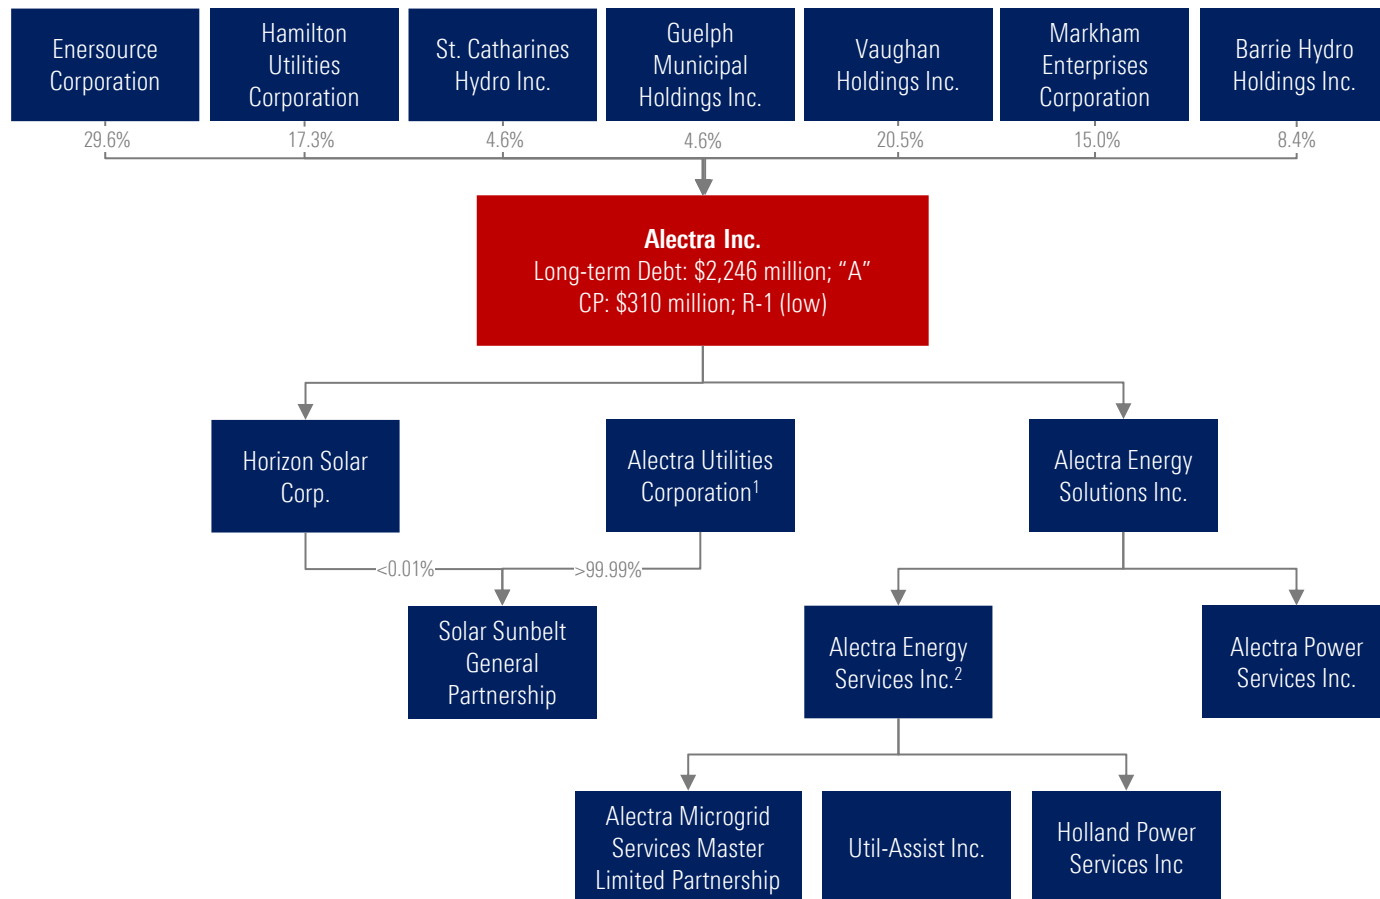 Enersource
Corporation
Hamilton
Utilities
Corporation
St. Catharines
Hydro Inc.
Guelph
Municipal
Holdings Inc.
Vaughan
Holdings Inc.
Markham
Enterprises
Corporation
Barrie Hydro
Holdings Inc.
29.6%
17.3%
4.6%
4.6%
20.5%
15.0%
8.4%
Alectra Inc.
Long-term Debt: $2,246 million; “A”
CP: $310 million; R-1 (low)
Horizon Solar
Corp.
Alectra Utilities
Corporation¹
Alectra Energy
Solutions Inc.
<0.01%
>99.99%
Solar Sunbelt
General
Partnership
Alectra Energy
Services Inc.²
Alectra Power
Services Inc.
Alectra Microgrid
Services Master
Limited Partnership
Util-Assist Inc.
Holland Power
Services Inc